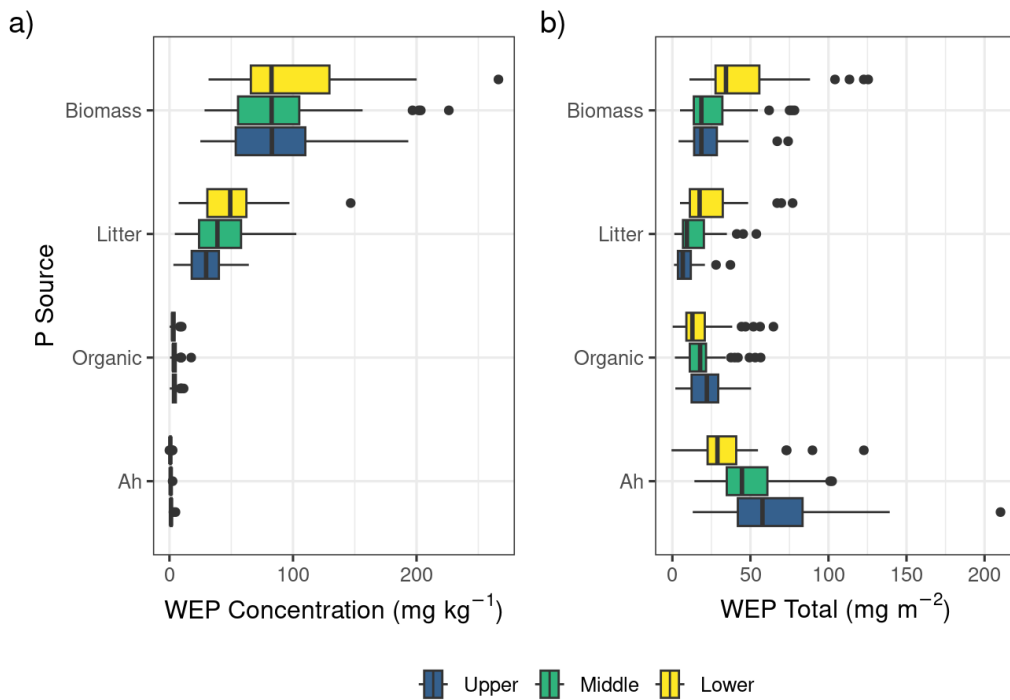 a)
P Source
Biomass
Litter
Organic
Ah
0 100 200
WEP Concentration (mg kg⁻¹)
b)
Biomass
Litter
Organic
Ah
0 50 100 150 200
WEP Total (mg m⁻²)
Upper Middle Lower